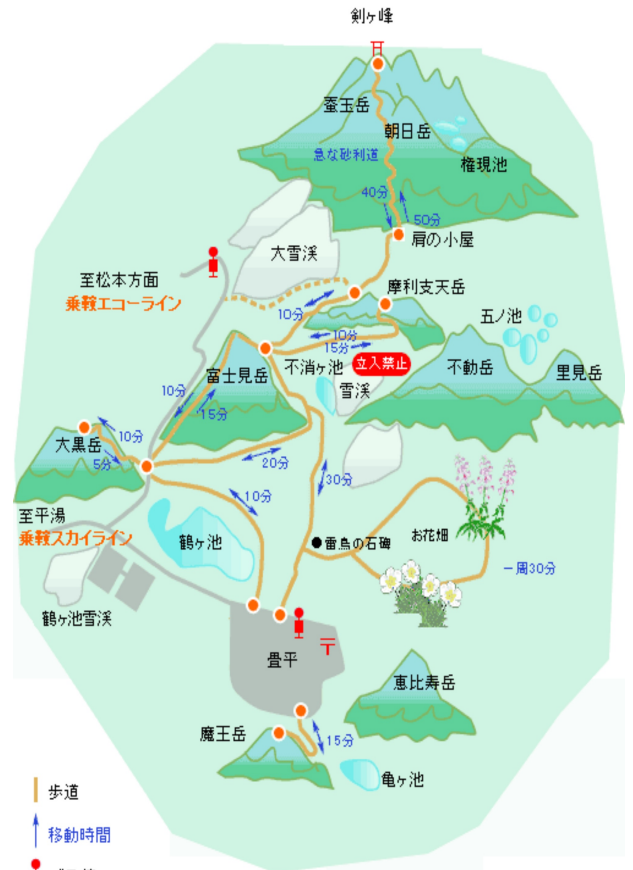 剣ヶ峰
蚕玉岳
朝日岳
権現池
急な砂利道
40分
50分
肩の小屋
大雪渓
至松本方面
乗鞍エコーライン
摩利支天岳
五ノ池
10分
10分
15分
立入禁止
不消ヶ池
雪渓
富士見岳
不動岳
里見岳
10分
15分
大黒岳
10分
5分
20分
30分
至平湯
乗鞍スカイライン
10分
鶴ヶ池
雷鳥の石碑
お花畑
一周30分
鶴ヶ池雪渓
畳平
〒
恵比寿岳
魔王岳
15分
亀ヶ池
歩道
移動時間